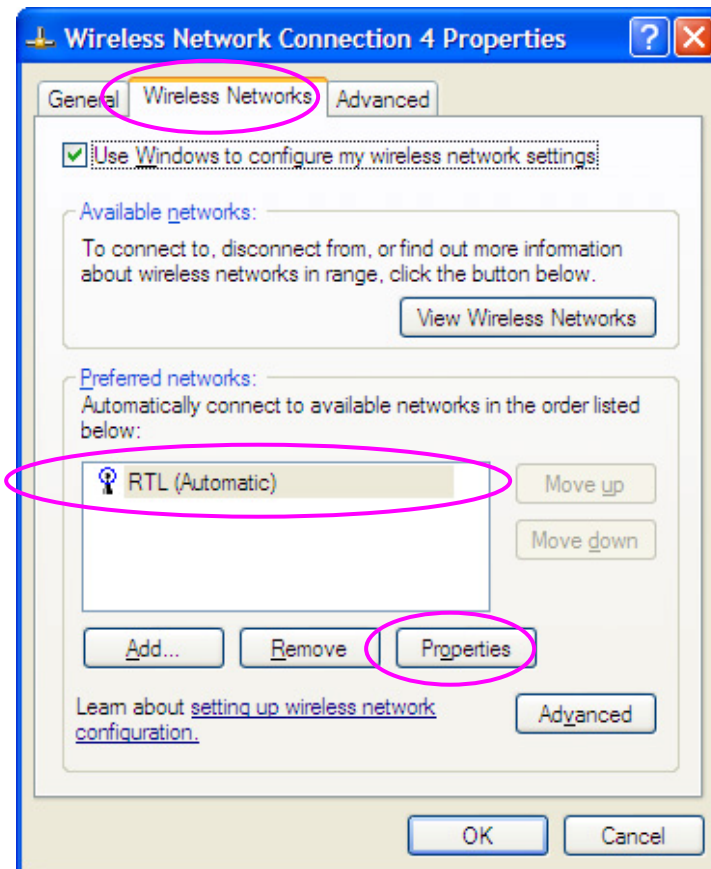 Wireless Network Connection 4 Properties
General
Wireless Networks
Advanced
Use Windows to configure my wireless network settings
Available networks:
To connect to, disconnect from, or find out more information
about wireless networks in range, click the button below.
View Wireless Networks
Preferred networks:
Automatically connect to available networks in the order listed
below:
RTL (Automatic)
Move up
Move down
Add...
Remove
Properties
Learn about setting up wireless network
configuration.
Advanced
OK
Cancel